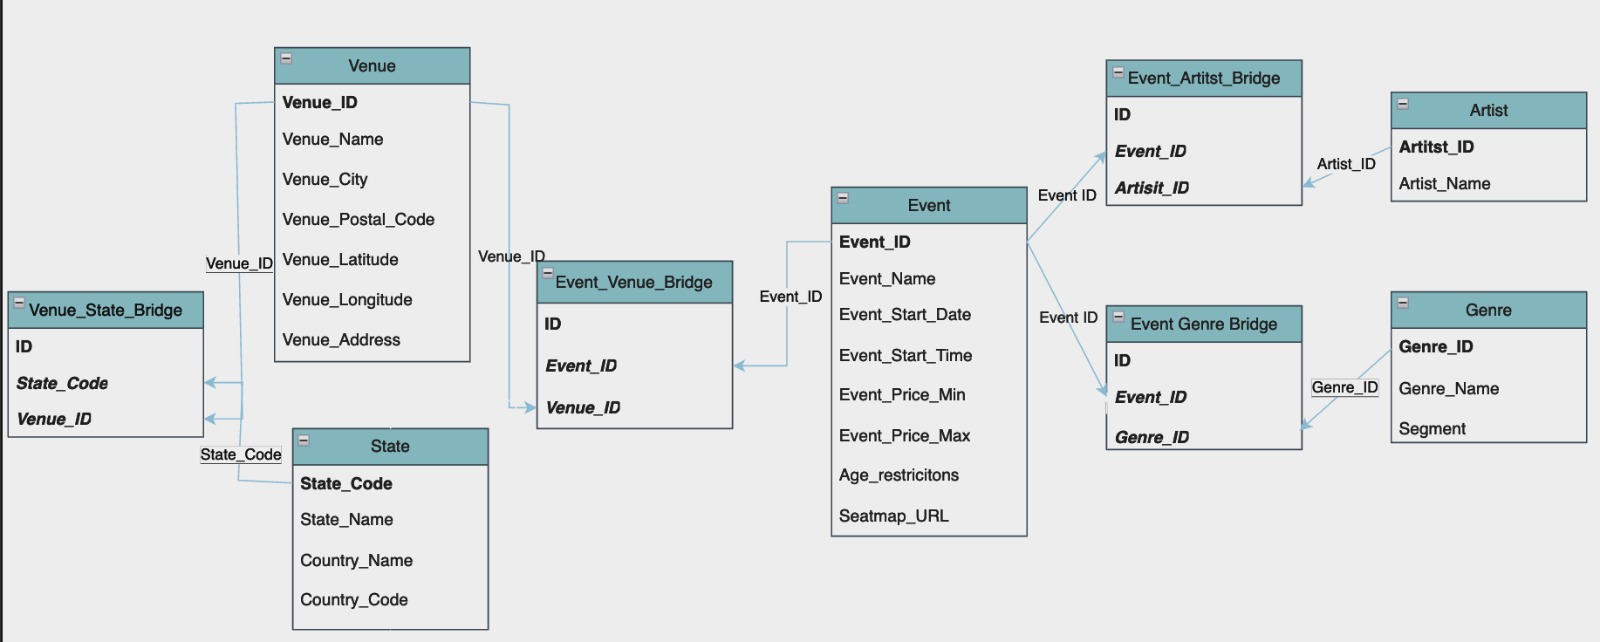 Venue
Venue_ID
Venue_Name
Venue_City
Venue_Postal_Code
Venue_Latitude
Venue_Longitude
Venue_Address
Venue_ID
Venue_State_Bridge
ID
State_Code
Venue_ID
State_Code
State
State_Code
State_Name
Country_Name
Country_Code
Venue_ID
Event_Venue_Bridge
ID
Event_ID
Venue_ID
Event_ID
Event
Event_ID
Event_Name
Event_Start_Date
Event_Start_Time
Event_Price_Min
Event_Price_Max
Age_restricitons
Seatmap_URL
Event ID
Event ID
Event_Artitst_Bridge
ID
Event_ID
Artisit_ID
Artist_ID
Artist
Artitst_ID
Artist_Name
Event Genre Bridge
ID
Event_ID
Genre_ID
Genre_ID
Genre
Genre_ID
Genre_Name
Segment